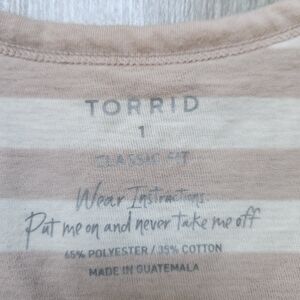 TORRID
1
CLASSIC FIT
Wear Instructions:
Put me on and never take me off
65% POLYESTER / 35% COTTON
MADE IN GUATEMALA